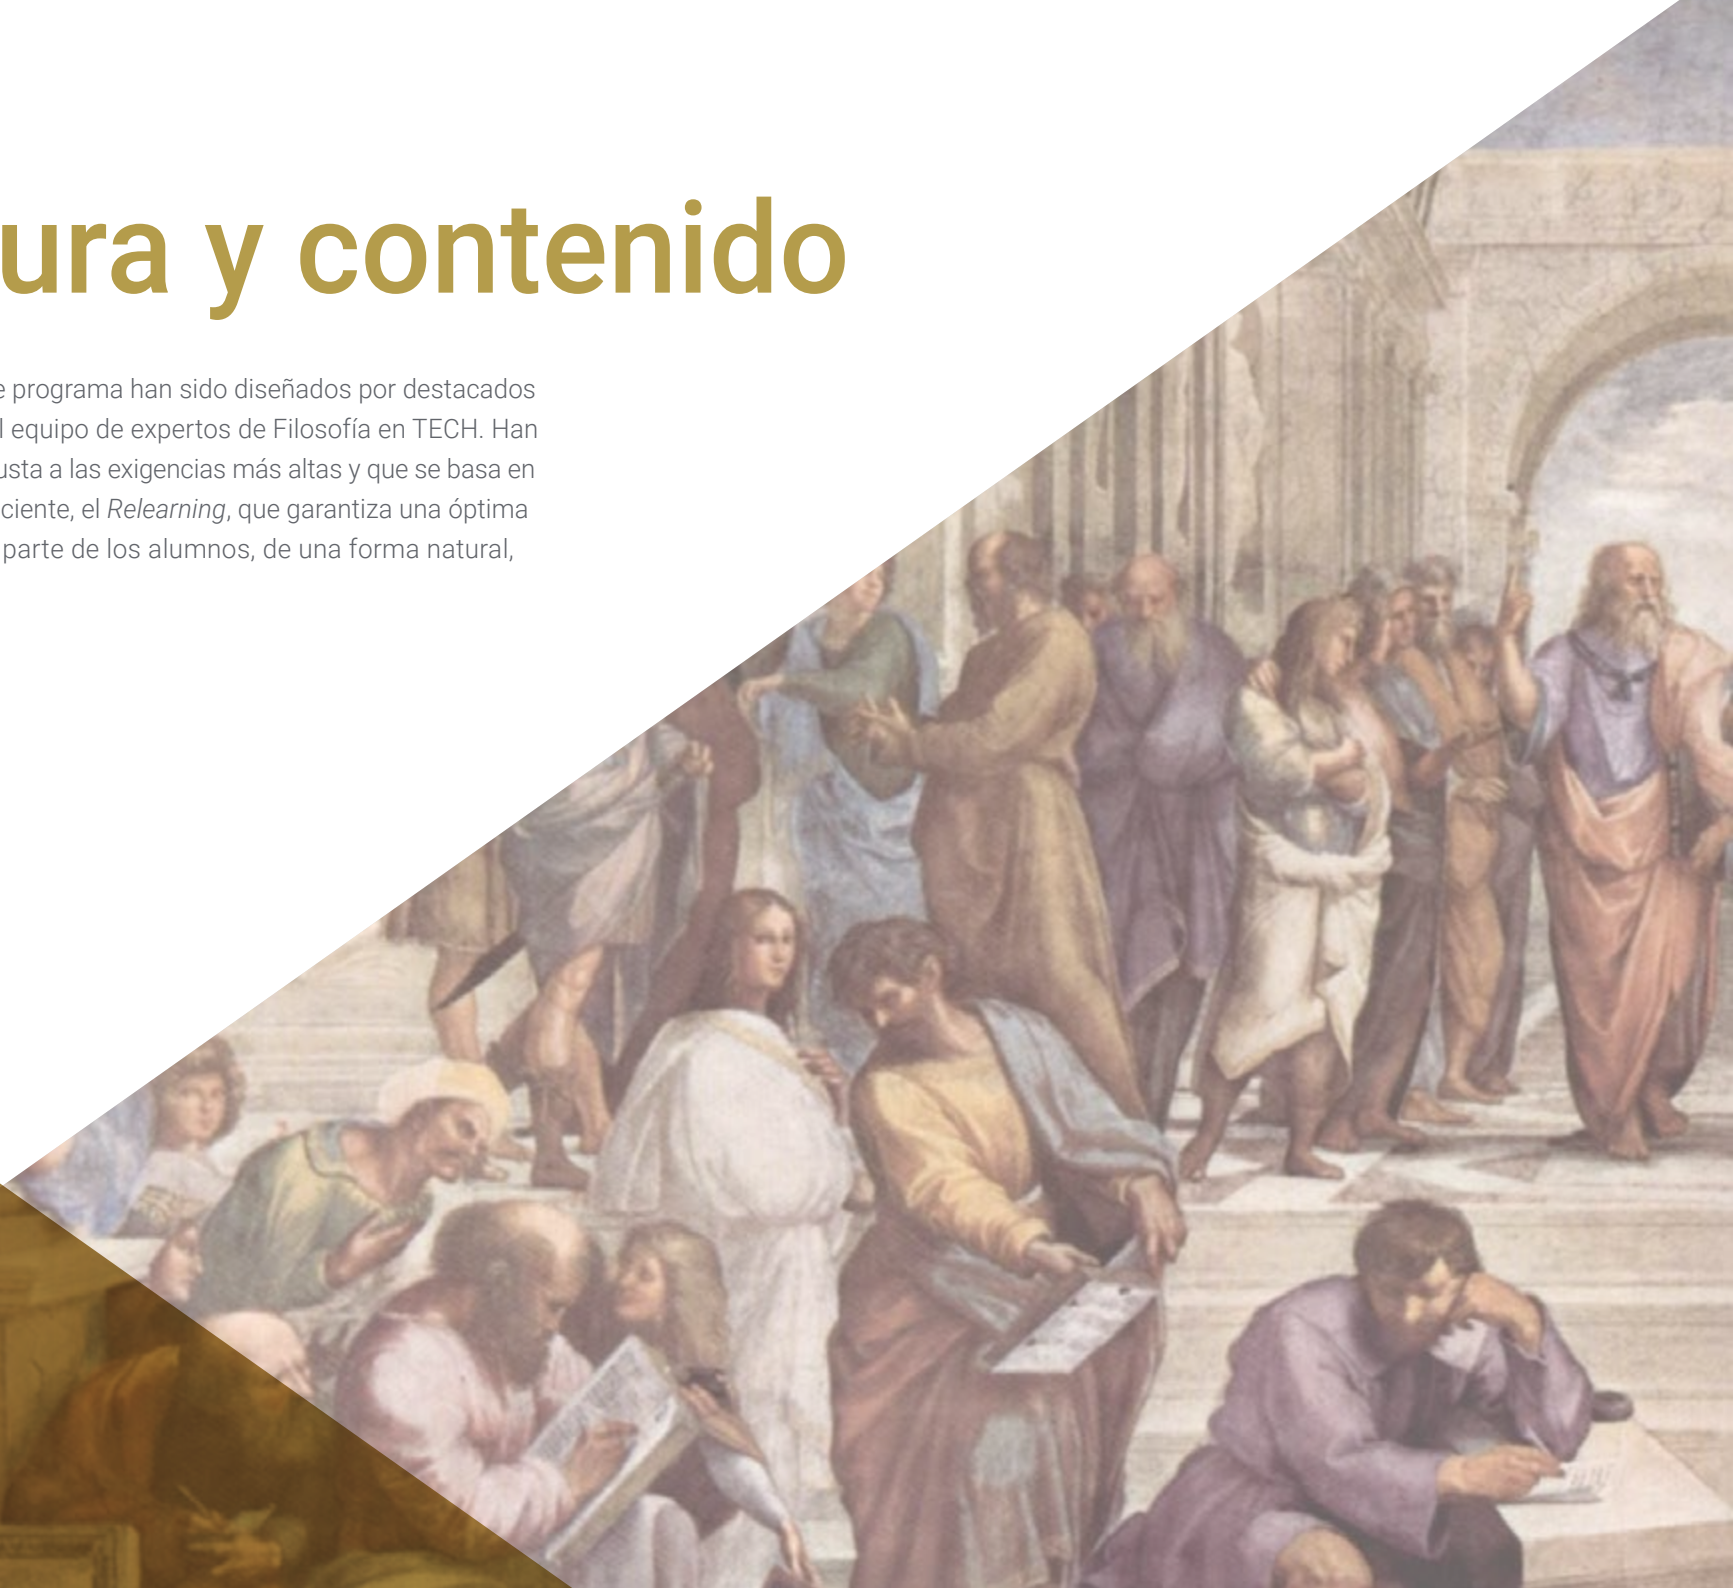 ura y contenido
e programa han sido diseñados por destacados
l equipo de expertos de Filosofía en TECH. Han
usta a las exigencias más altas y que se basa en
ciente, el Relearning, que garantiza una óptima
parte de los alumnos, de una forma natural,